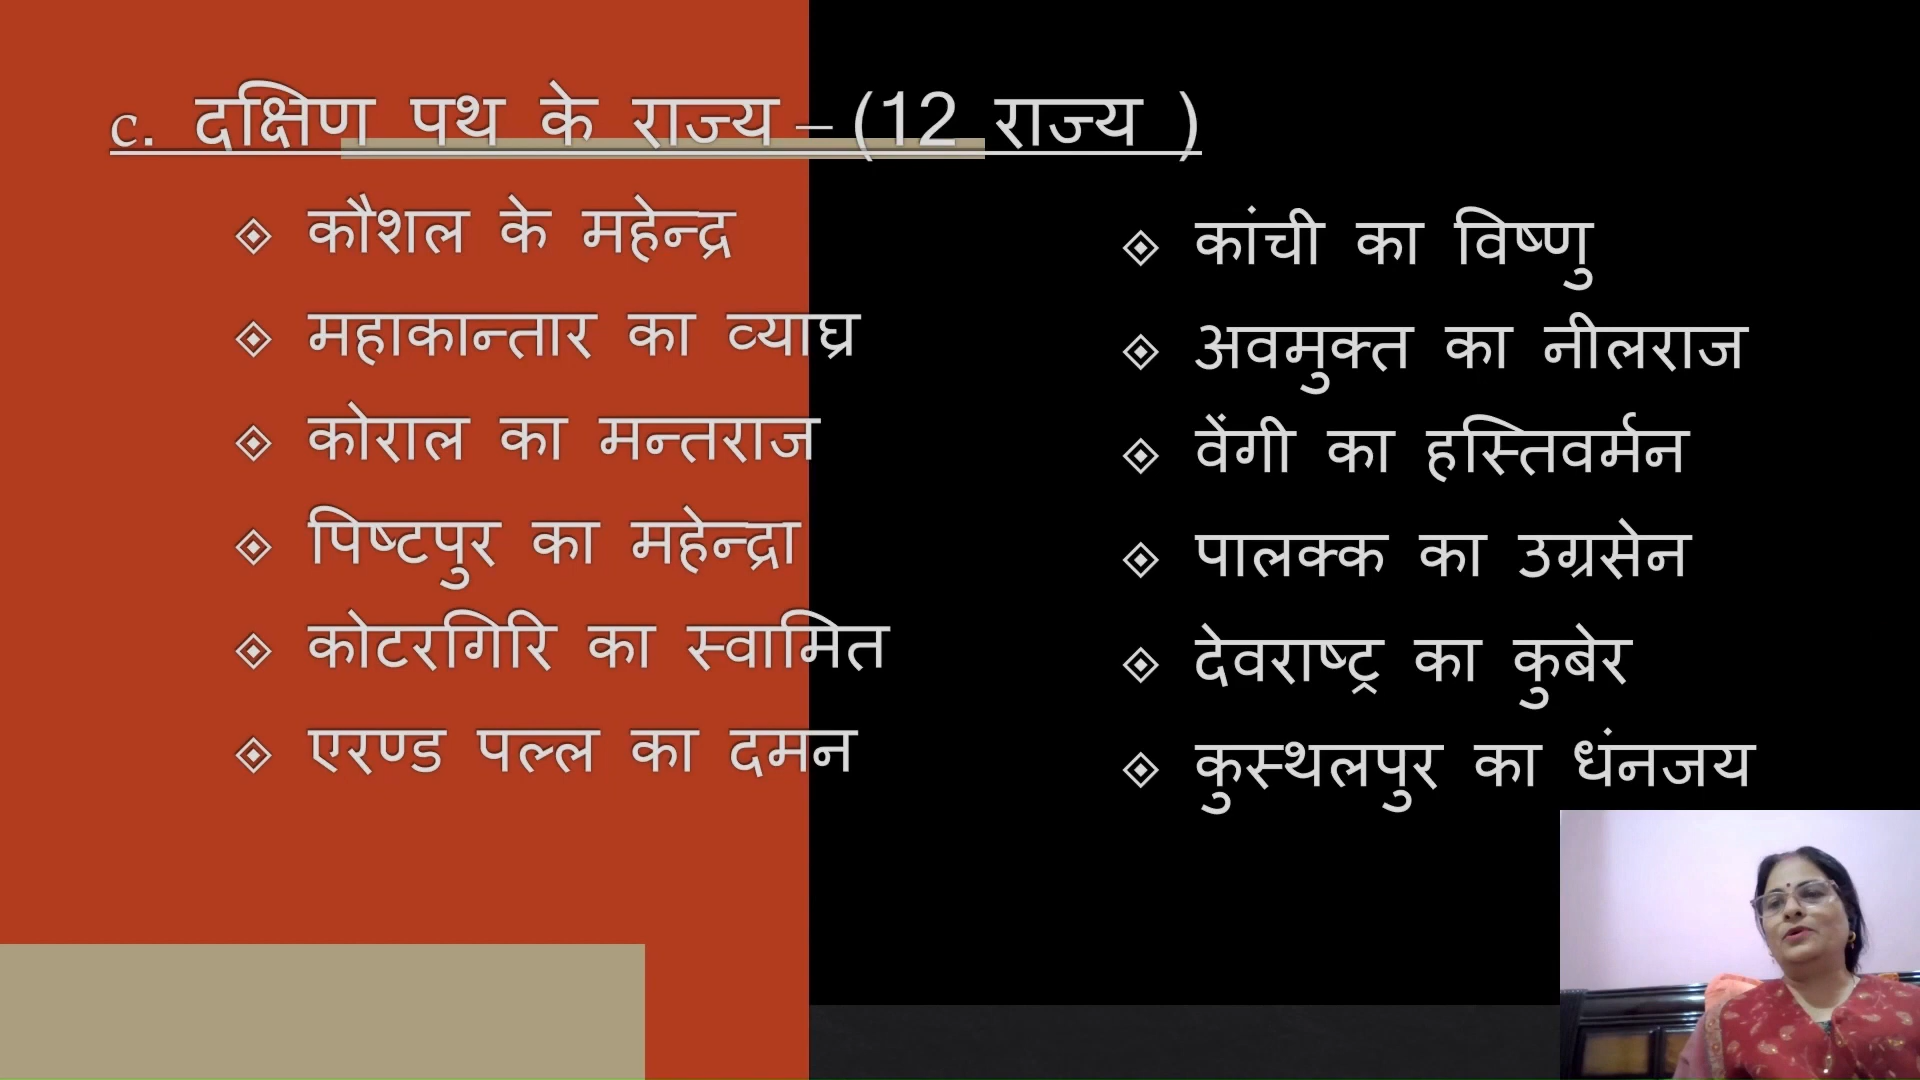 c. दक्षिण पथ के राज्य – (12 राज्य )
कौशल के महेन्द्र
महाकान्तार का व्याघ्र
कोराल का मन्तराज
पिष्टपुर का महेन्द्रा
कोटरगिरि का स्वामित
एरण्ड पल्ल का दमन
कांची का विष्णु
अवमुक्त का नीलराज
वेंगी का हस्तिवर्मन
पालक्क का उग्रसेन
देवराष्ट्र का कुबेर
कुस्थलपुर का धंनजय